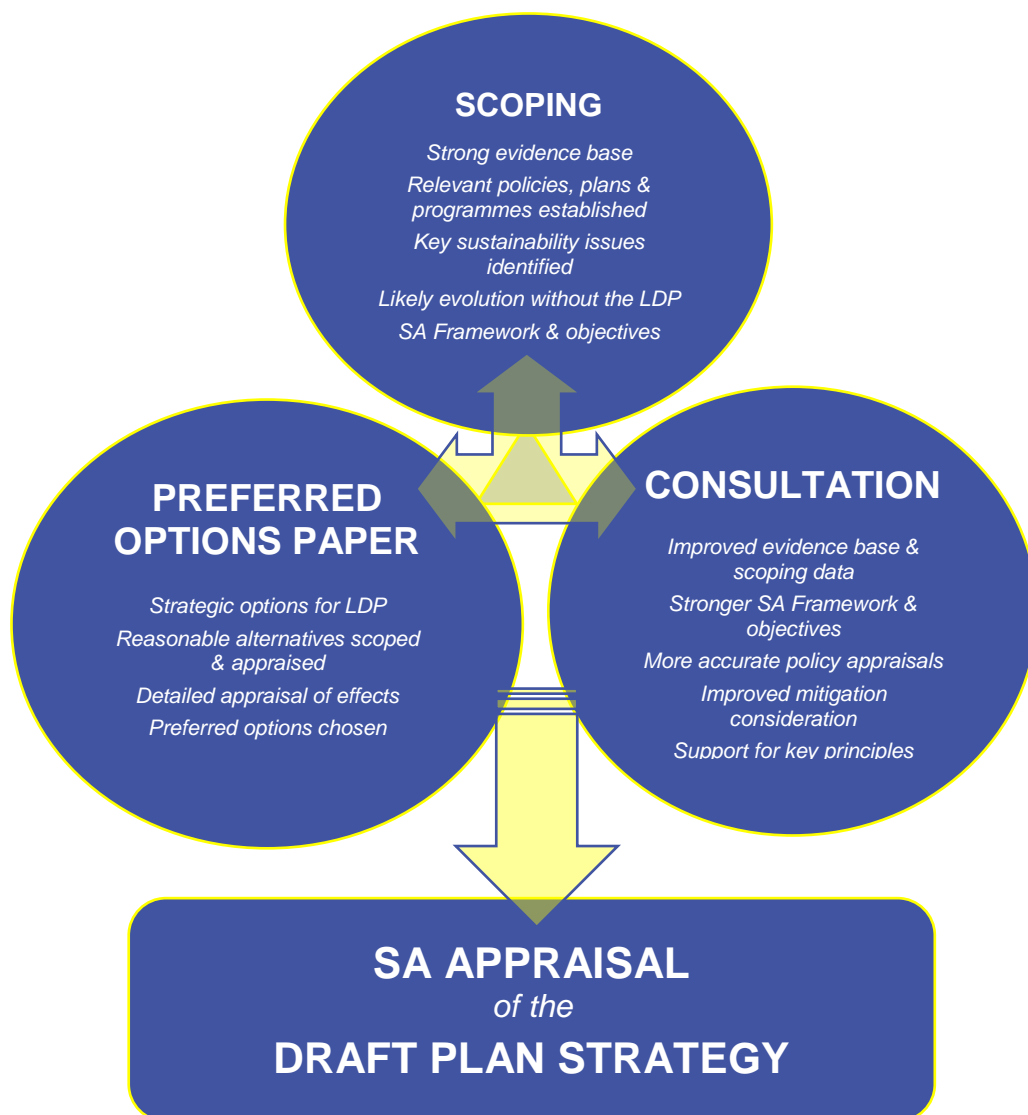 SCOPING
Strong evidence base
Relevant policies, plans &
programmes established
Key sustainability issues
identified
Likely evolution without the LDP
SA Framework & objectives
PREFERRED
OPTIONS PAPER
Strategic options for LDP
Reasonable alternatives scoped
& appraised
Detailed appraisal of effects
Preferred options chosen
CONSULTATION
Improved evidence base &
scoping data
Stronger SA Framework &
objectives
More accurate policy appraisals
Improved mitigation
consideration
Support for key principles
SA APPRAISAL
of the
DRAFT PLAN STRATEGY